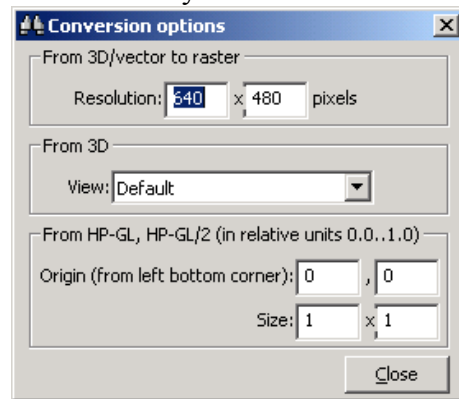 Conversion options
From 3D/vector to raster
Resolution: 640 x 480 pixels
From 3D
View: Default
From HP-GL, HP-GL/2 (in relative units 0.0..1.0)
Origin (from left bottom corner): 0 , 0
Size: 1 x 1
Close